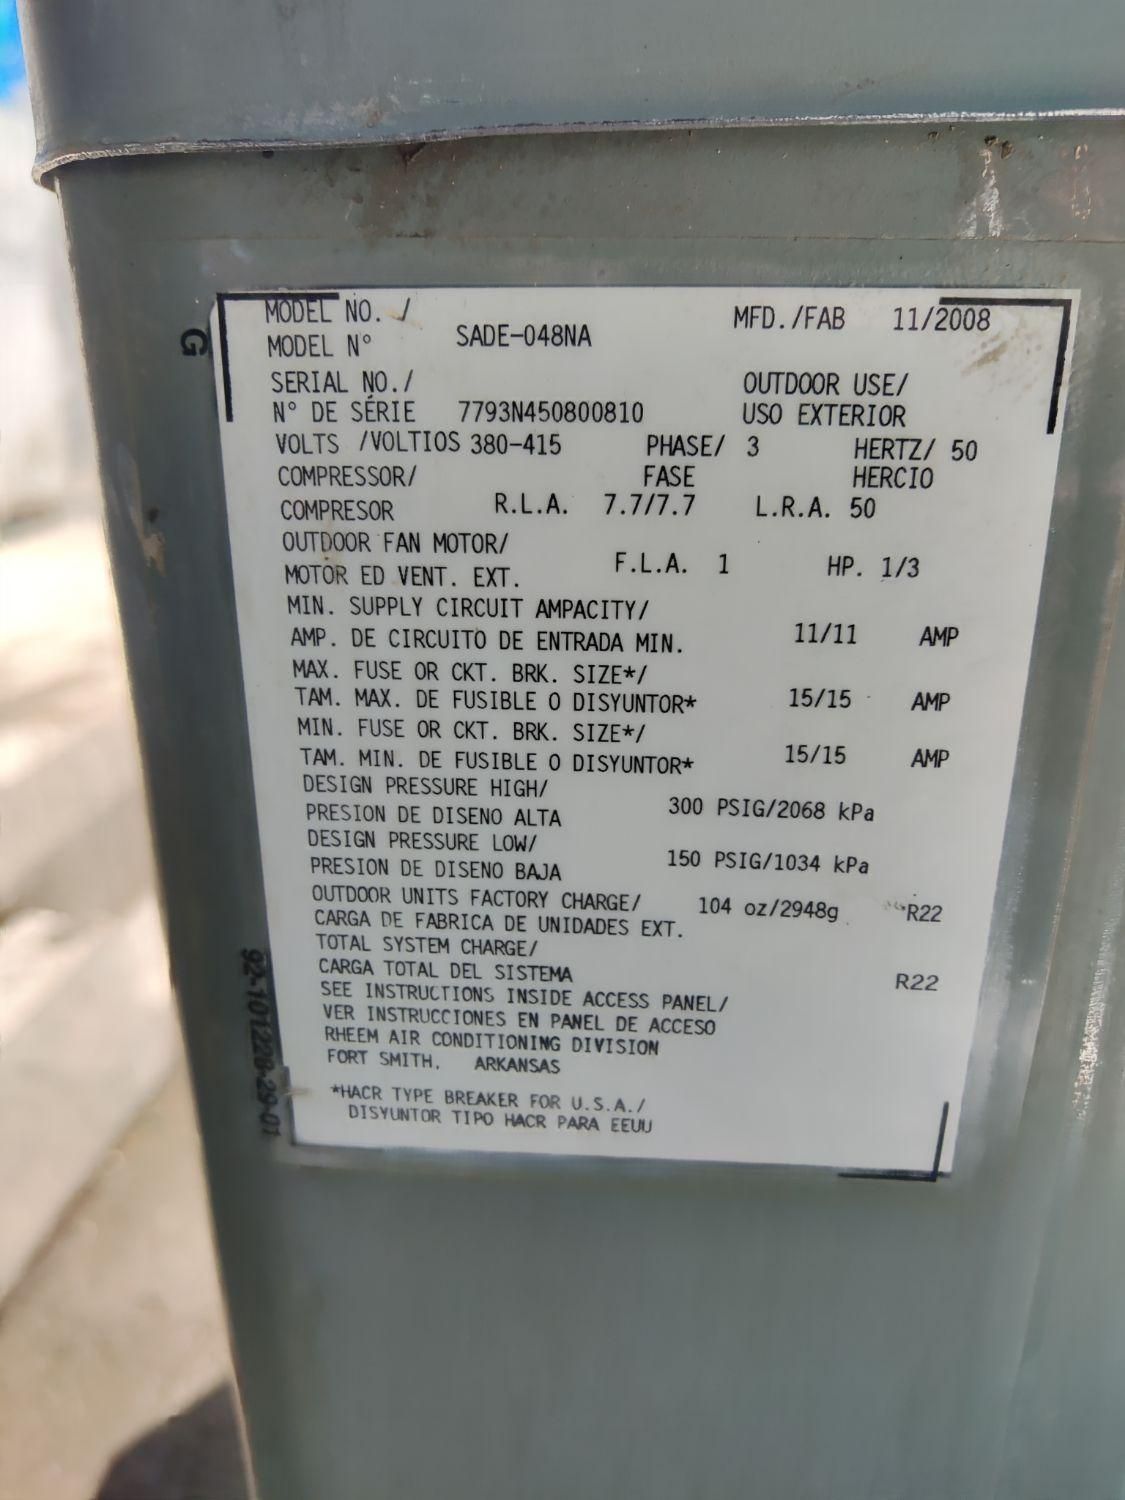 MODEL NO. / MFD./FAB 11/2008
MODEL N° SADE-048NA
SERIAL NO./ OUTDOOR USE/
N° DE SÉRIE 7793N450800810 USO EXTERIOR
VOLTS /VOLTIOS 380-415 PHASE/ 3 HERTZ/ 50
COMPRESSOR/ FASE HERCIO
COMPRESOR R.L.A. 7.7/7.7 L.R.A. 50
OUTDOOR FAN MOTOR/
MOTOR ED VENT. EXT. F.L.A. 1 HP. 1/3
MIN. SUPPLY CIRCUIT AMPACITY/
AMP. DE CIRCUITO DE ENTRADA MIN. 11/11 AMP
MAX. FUSE OR CKT. BRK. SIZE*/
TAM. MAX. DE FUSIBLE O DISYUNTOR* 15/15 AMP
MIN. FUSE OR CKT. BRK. SIZE*/
TAM. MIN. DE FUSIBLE O DISYUNTOR* 15/15 AMP
DESIGN PRESSURE HIGH/
PRESION DE DISENO ALTA 300 PSIG/2068 kPa
DESIGN PRESSURE LOW/
PRESION DE DISENO BAJA 150 PSIG/1034 kPa
OUTDOOR UNITS FACTORY CHARGE/ 104 oz/2948g R22
CARGA DE FABRICA DE UNIDADES EXT.
TOTAL SYSTEM CHARGE/
CARGA TOTAL DEL SISTEMA R22
SEE INSTRUCTIONS INSIDE ACCESS PANEL/
VER INSTRUCCIONES EN PANEL DE ACCESO
RHEEM AIR CONDITIONING DIVISION
FORT SMITH, ARKANSAS
*HACR TYPE BREAKER FOR U.S.A./
DISYUNTOR TIPO HACR PARA EEUU
G
92-101228-29-01